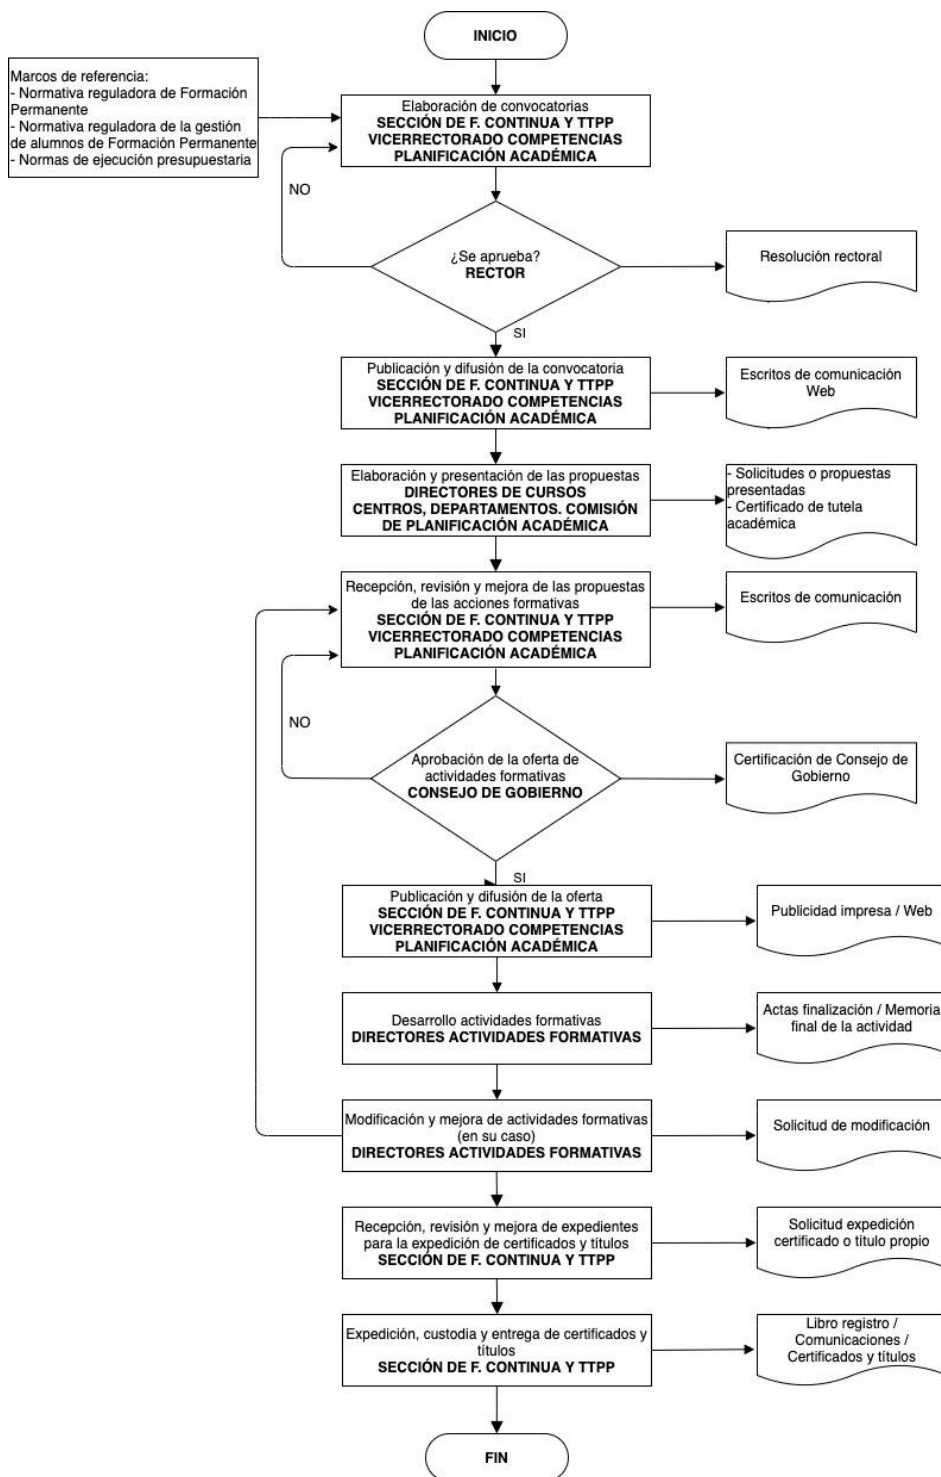 INICIO
Marcos de referencia:
- Normativa reguladora de Formación
Permanente
- Normativa reguladora de la gestión
de alumnos de Formación Permanente
- Normas de ejecución presupuestaria
Elaboración de convocatorias
SECCIÓN DE F. CONTINUA Y TTPP
VICERRECTORADO COMPETENCIAS
PLANIFICACIÓN ACADÉMICA
NO
¿Se aprueba?
RECTOR
Resolución rectoral
SI
Publicación y difusión de la convocatoria
SECCIÓN DE F. CONTINUA Y TTPP
VICERRECTORADO COMPETENCIAS
PLANIFICACIÓN ACADÉMICA
Escritos de comunicación
Web
Elaboración y presentación de las propuestas
DIRECTORES DE CURSOS
CENTROS, DEPARTAMENTOS. COMISIÓN
DE PLANIFICACIÓN ACADÉMICA
- Solicitudes o propuestas
presentadas
- Certificado de tutela
académica
Recepción, revisión y mejora de las propuestas
de las acciones formativas
SECCIÓN DE F. CONTINUA Y TTPP
VICERRECTORADO COMPETENCIAS
PLANIFICACIÓN ACADÉMICA
Escritos de comunicación
NO
Aprobación de la oferta de
actividades formativas
CONSEJO DE GOBIERNO
Certificación de Consejo de
Gobierno
SI
Publicación y difusión de la oferta
SECCIÓN DE F. CONTINUA Y TTPP
VICERRECTORADO COMPETENCIAS
PLANIFICACIÓN ACADÉMICA
Publicidad impresa / Web
Desarrollo actividades formativas
DIRECTORES ACTIVIDADES FORMATIVAS
Actas finalización / Memoria
final de la actividad
Modificación y mejora de actividades formativas
(en su caso)
DIRECTORES ACTIVIDADES FORMATIVAS
Solicitud de modificación
Recepción, revisión y mejora de expedientes
para la expedición de certificados y títulos
SECCIÓN DE F. CONTINUA Y TTPP
Solicitud expedición
certificado o título propio
Expedición, custodia y entrega de certificados y
títulos
SECCIÓN DE F. CONTINUA Y TTPP
Libro registro /
Comunicaciones /
Certificados y títulos
FIN